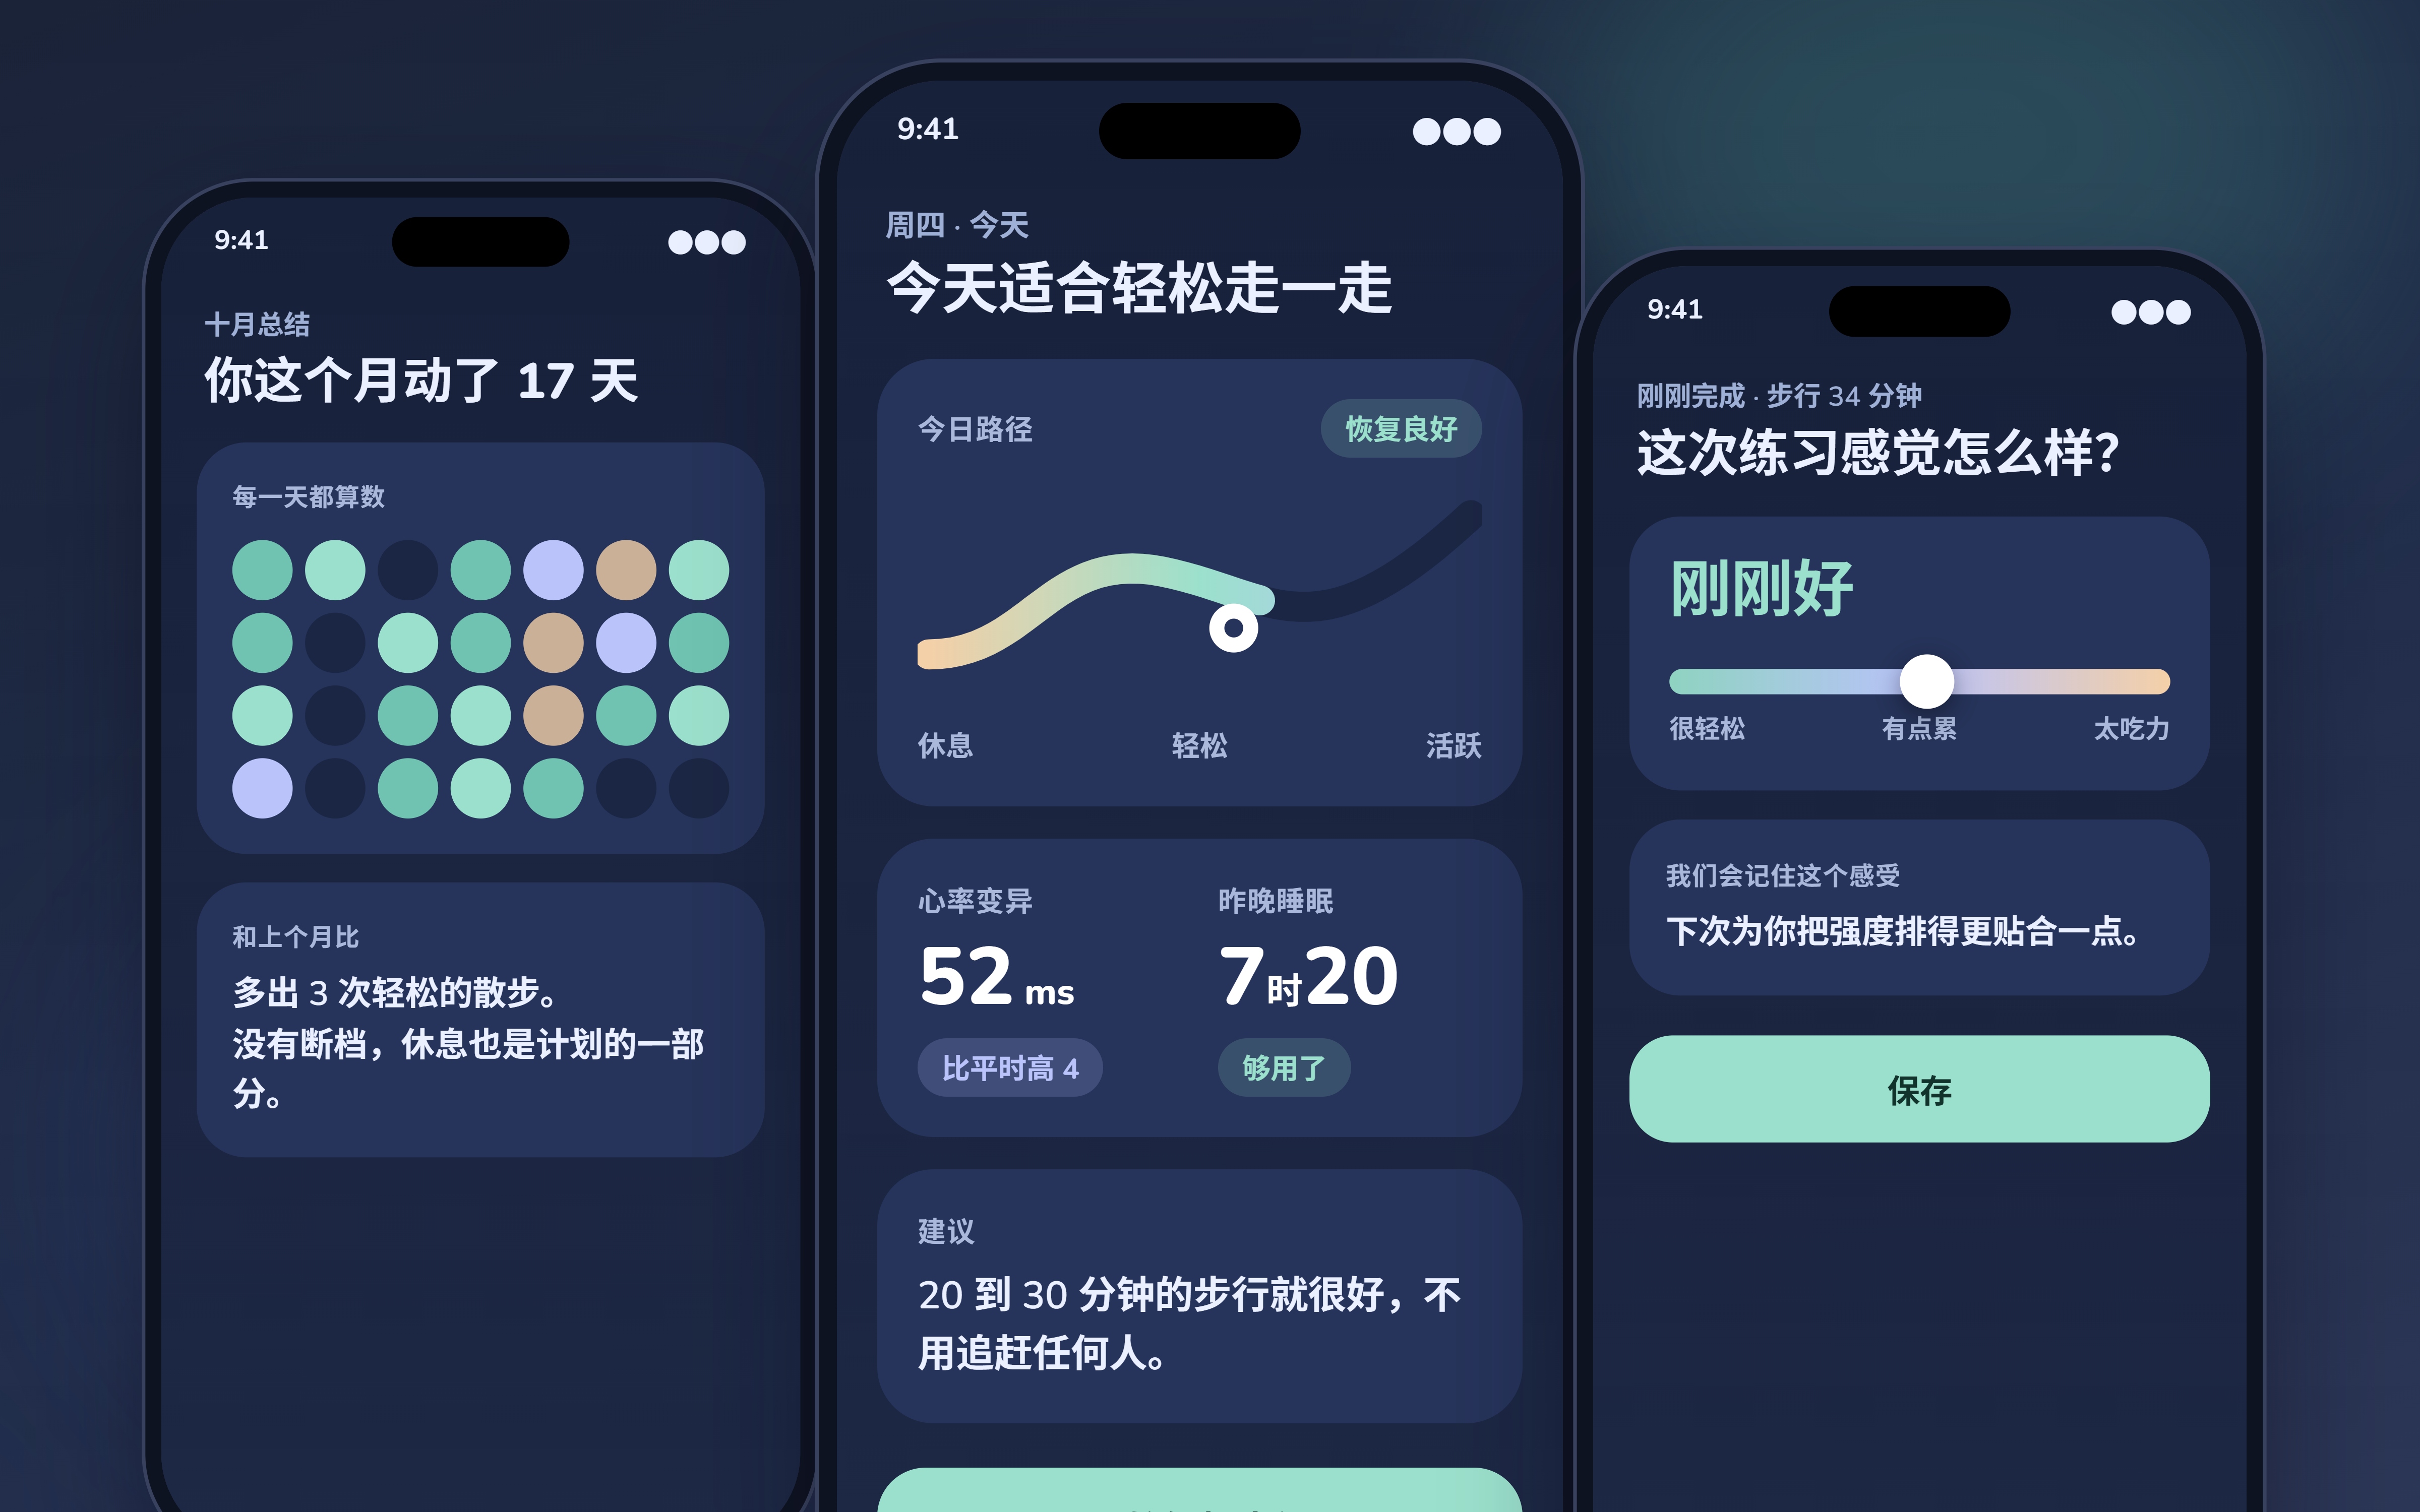 9:41
十月总结
你这个月动了 17 天
每一天都算数
和上个月比
多出 3 次轻松的散步。
没有断档，休息也是计划的一部
分。
9:41
周四 · 今天
今天适合轻松走一走
今日路径
恢复良好
休息 轻松 活跃
心率变异 昨晚睡眠
52 ms 7时20
比平时高 4 够用了
建议
20 到 30 分钟的步行就很好，不
用追赶任何人。
9:41
刚刚完成 · 步行 34 分钟
这次练习感觉怎么样？
刚刚好
很轻松 有点累 太吃力
我们会记住这个感受
下次为你把强度排得更贴合一点。
保存